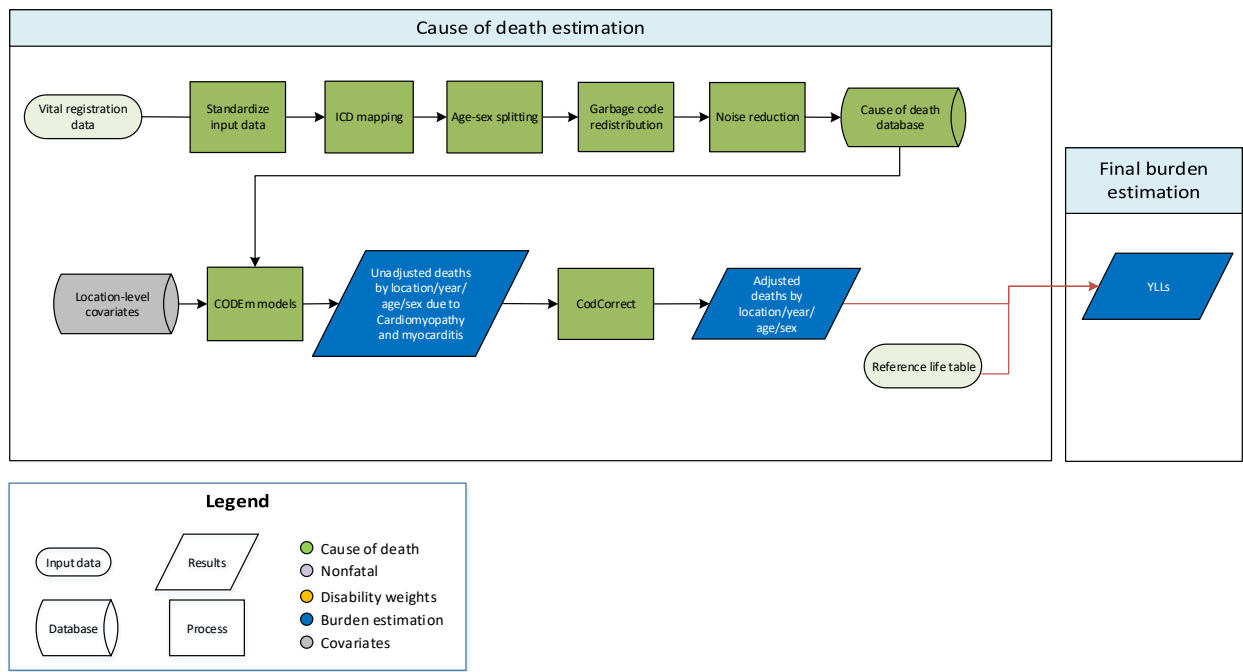 Cause of death estimation
Vital registration
data
Standardize
input data
ICD mapping
Age-sex splitting
Garbage code
redistribution
Noise reduction
Cause of death
database
Final burden
estimation
Location-level
covariates
CODEm models
Unadjusted deaths
by location/year/
age/sex due to
Cardiomyopathy
and myocarditis
CodCorrect
Adjusted
deaths by
location/year/
age/sex
YLLs
Reference life table
Legend
Input data
Results
Database
Process
Cause of death
Nonfatal
Disability weights
Burden estimation
Covariates